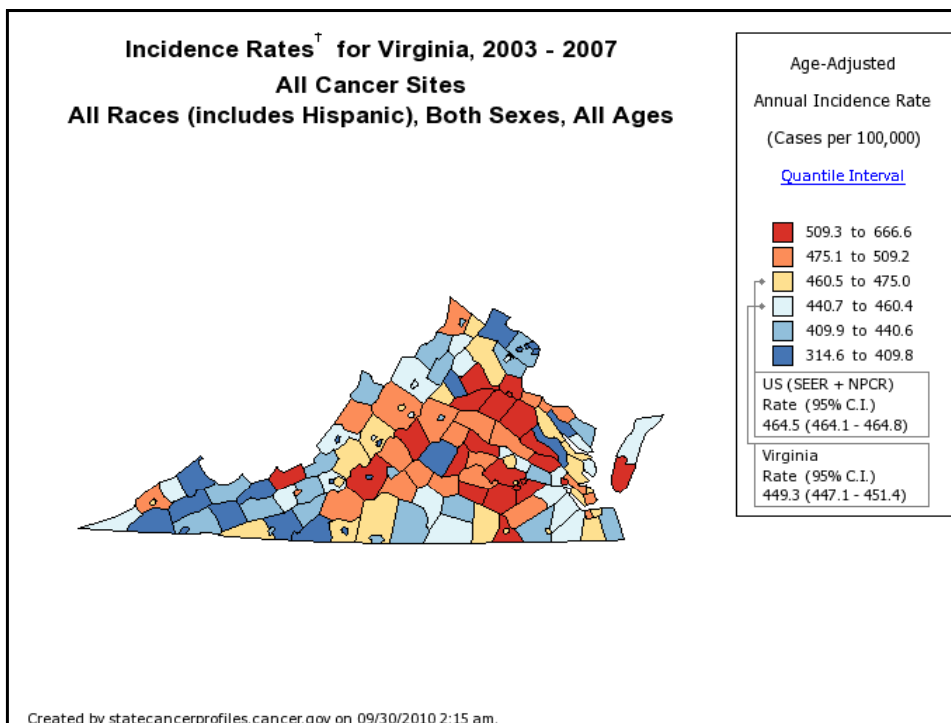 Incidence Rates† for Virginia, 2003 - 2007
All Cancer Sites
All Races (includes Hispanic), Both Sexes, All Ages
Age-Adjusted
Annual Incidence Rate
(Cases per 100,000)
Quantile Interval
509.3 to 666.6
475.1 to 509.2
460.5 to 475.0
440.7 to 460.4
409.9 to 440.6
314.6 to 409.8
US (SEER + NPCR)
Rate (95% C.I.)
464.5 (464.1 - 464.8)
Virginia
Rate (95% C.I.)
449.3 (447.1 - 451.4)
Created by statecancerprofiles.cancer.gov on 09/30/2010 2:15 am.